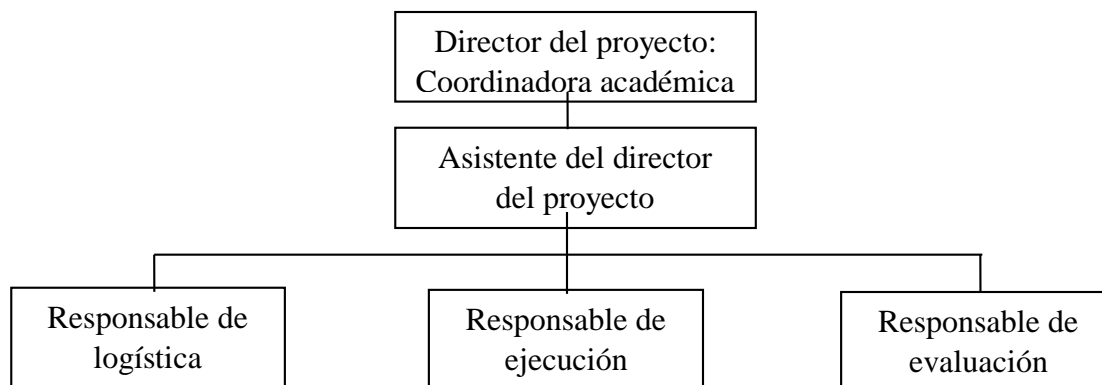 Director del proyecto:
Coordinadora académica
Asistente del director
del proyecto
Responsable de
logística
Responsable de
ejecución
Responsable de
evaluación